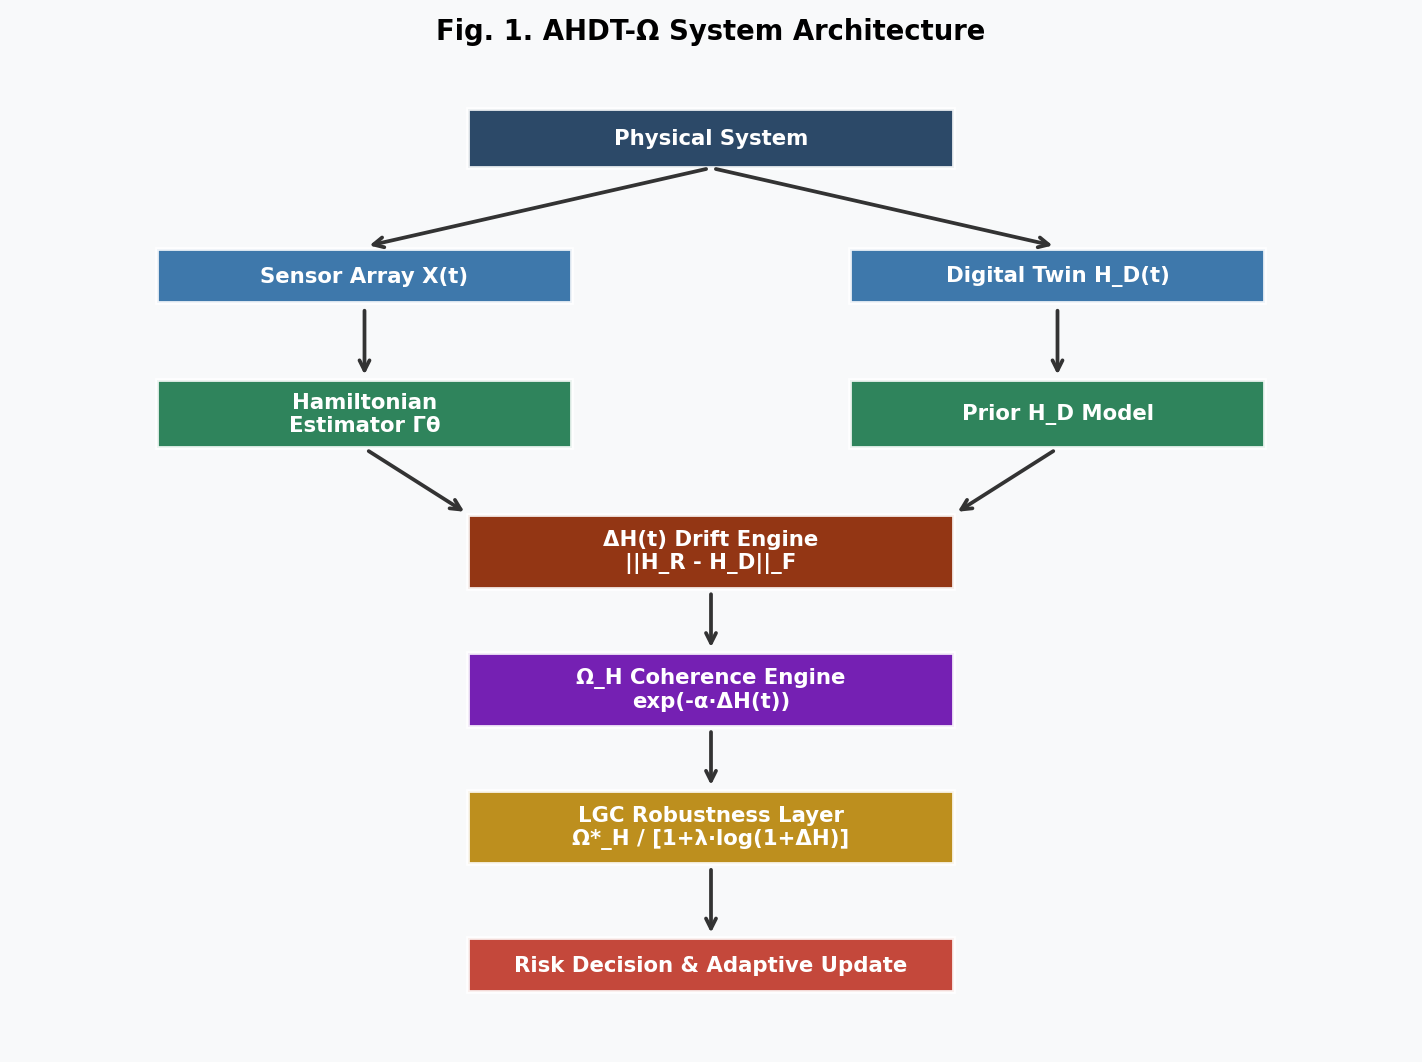 Fig. 1. AHDT-Ω System Architecture
Physical System
Sensor Array X(t)
Digital Twin H_D(t)
Hamiltonian
Estimator Γθ
Prior H_D Model
ΔH(t) Drift Engine
||H_R - H_D||_F
Ω_H Coherence Engine
exp(-α·ΔH(t))
LGC Robustness Layer
Ω*_H / [1+λ·log(1+ΔH)]
Risk Decision & Adaptive Update